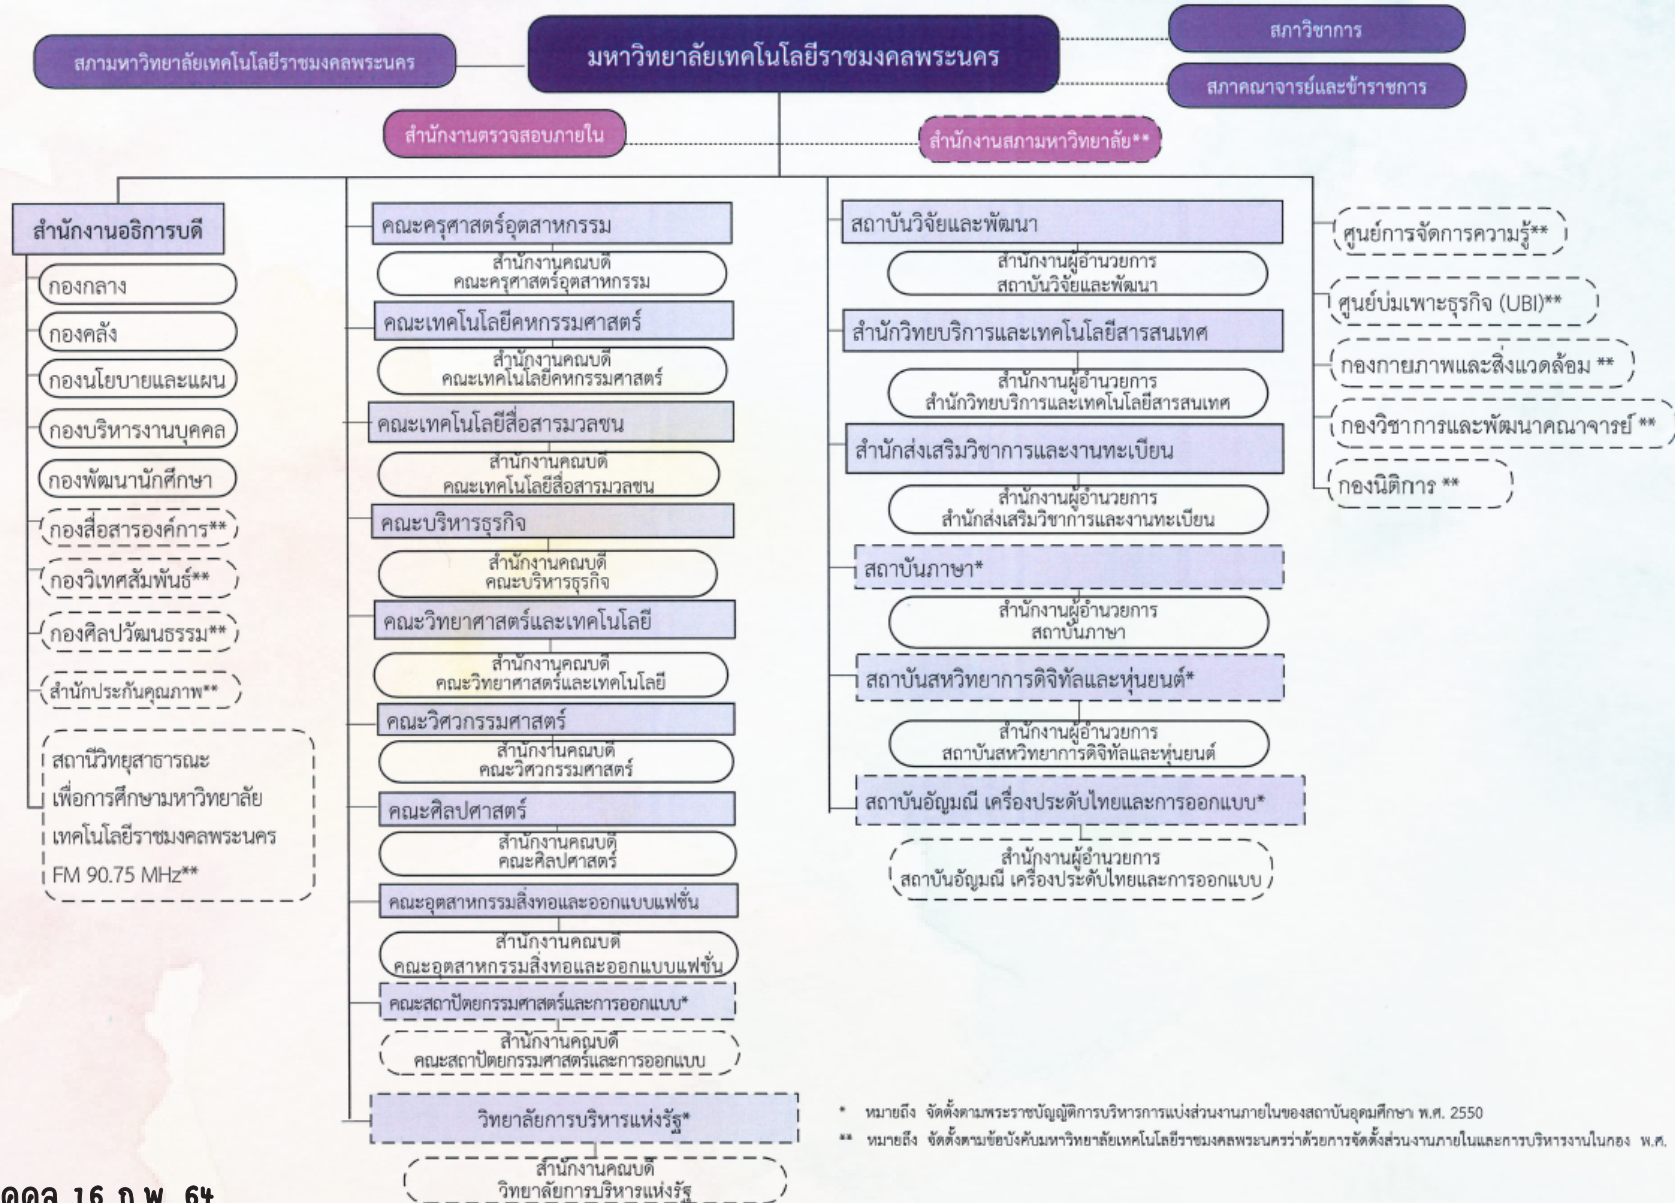 สภามหาวิทยาลัยเทคโนโลยีราชมงคลพระนคร
มหาวิทยาลัยเทคโนโลยีราชมงคลพระนคร
สภาวิชาการ
สภาคณาจารย์และข้าราชการ
สำนักงานตรวจสอบภายใน
สำนักงานสภามหาวิทยาลัย**
สำนักงานอธิการบดี
กองกลาง
กองคลัง
กองนโยบายและแผน
กองบริหารงานบุคคล
กองพัฒนานักศึกษา
กองสื่อสารองค์การ**
กองวิเทศสัมพันธ์**
กองศิลปวัฒนธรรม**
สำนักประกันคุณภาพ**
สถานีวิทยุสาธารณะ
เพื่อการศึกษามหาวิทยาลัย
เทคโนโลยีราชมงคลพระนคร
FM 90.75 MHz**
คณะครุศาสตร์อุตสาหกรรม
สำนักงานคณบดี
คณะครุศาสตร์อุตสาหกรรม
คณะเทคโนโลยีคหกรรมศาสตร์
สำนักงานคณบดี
คณะเทคโนโลยีคหกรรมศาสตร์
คณะเทคโนโลยีสื่อสารมวลชน
สำนักงานคณบดี
คณะเทคโนโลยีสื่อสารมวลชน
คณะบริหารธุรกิจ
สำนักงานคณบดี
คณะบริหารธุรกิจ
คณะวิทยาศาสตร์และเทคโนโลยี
สำนักงานคณบดี
คณะวิทยาศาสตร์และเทคโนโลยี
คณะวิศวกรรมศาสตร์
สำนักงานคณบดี
คณะวิศวกรรมศาสตร์
คณะศิลปศาสตร์
สำนักงานคณบดี
คณะศิลปศาสตร์
คณะอุตสาหกรรมสิ่งทอและออกแบบแฟชั่น
สำนักงานคณบดี
คณะอุตสาหกรรมสิ่งทอและออกแบบแฟชั่น
คณะสถาปัตยกรรมศาสตร์และการออกแบบ*
สำนักงานคณบดี
คณะสถาปัตยกรรมศาสตร์และการออกแบบ
วิทยาลัยการบริหารแห่งรัฐ*
สำนักงานคณบดี
วิทยาลัยการบริหารแห่งรัฐ
สถาบันวิจัยและพัฒนา
สำนักงานผู้อำนวยการ
สถาบันวิจัยและพัฒนา
สำนักวิทยบริการและเทคโนโลยีสารสนเทศ
สำนักงานผู้อำนวยการ
สำนักวิทยบริการและเทคโนโลยีสารสนเทศ
สำนักส่งเสริมวิชาการและงานทะเบียน
สำนักงานผู้อำนวยการ
สำนักส่งเสริมวิชาการและงานทะเบียน
สถาบันภาษา*
สำนักงานผู้อำนวยการ
สถาบันภาษา
สถาบันสหวิทยาการดิจิทัลและหุ่นยนต์*
สำนักงานผู้อำนวยการ
สถาบันสหวิทยาการดิจิทัลและหุ่นยนต์
สถาบันอัญมณี เครื่องประดับไทยและการออกแบบ*
สำนักงานผู้อำนวยการ
สถาบันอัญมณี เครื่องประดับไทยและการออกแบบ
ศูนย์การจัดการความรู้**
ศูนย์บ่มเพาะธุรกิจ (UBI)**
กองกายภาพและสิ่งแวดล้อม **
กองวิชาการและพัฒนาคณาจารย์ **
กองนิติการ **
* หมายถึง จัดตั้งตามพระราชบัญญัติการบริหารการแบ่งส่วนงานภายในของสถาบันอุดมศึกษา พ.ศ. 2550
** หมายถึง จัดตั้งตามข้อบังคับมหาวิทยาลัยเทคโนโลยีราชมงคลพระนครว่าด้วยการจัดตั้งส่วนงานภายในและการบริหารงานในกอง พ.ศ.
16 ก.พ. 64